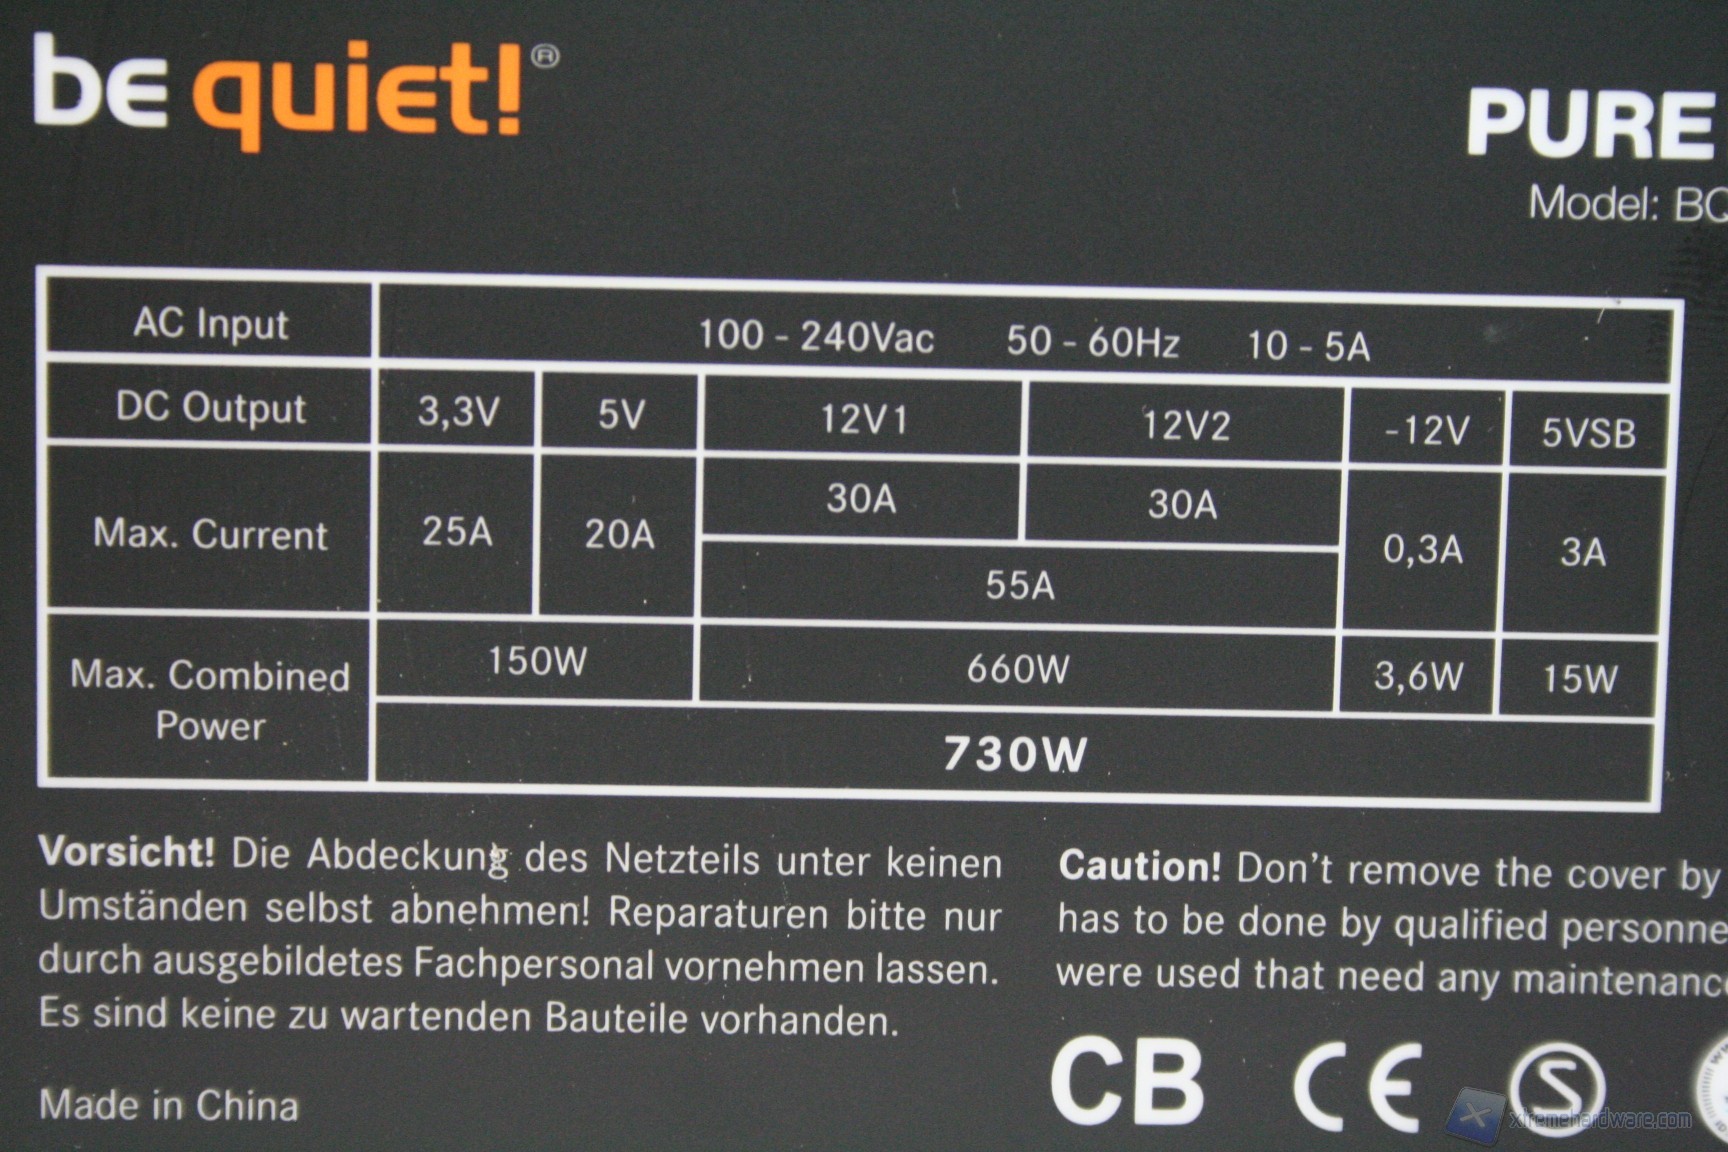 be quiet!®
PURE
Model: BQ
AC Input 100 - 240Vac 50 - 60Hz 10 - 5A
DC Output 3,3V 5V 12V1 12V2 -12V 5VSB
Max. Current 25A 20A 30A 30A 0,3A 3A
55A
Max. Combined Power 150W 660W 3,6W 15W
730W
Vorsicht! Die Abdeckung des Netzteils unter keinen
Umständen selbst abnehmen! Reparaturen bitte nur
durch ausgebildetes Fachpersonal vornehmen lassen.
Es sind keine zu wartenden Bauteile vorhanden.
Caution! Don't remove the cover by
has to be done by qualified personne
were used that need any maintenanc
Made in China
CB CE S
xtremehardware.com